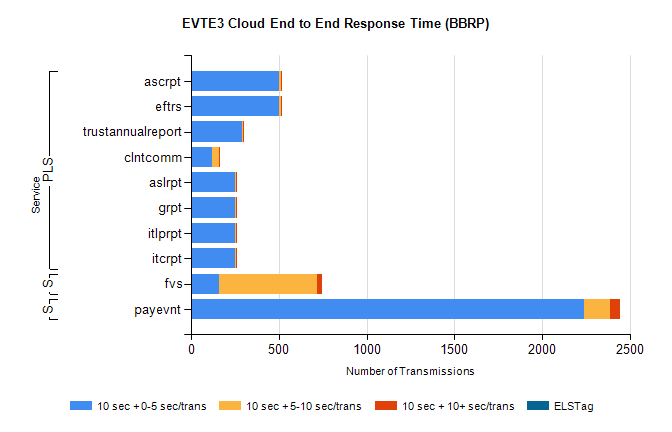 EVTE3 Cloud End to End Response Time (BBRP)
Service
PLS
ascrpt
eftrs
trustannualreport
clntcomm
aslrpt
grpt
itlprpt
itcrpt
fvs
payevnt
0 500 1000 1500 2000 2500
Number of Transmissions
10 sec +0-5 sec/trans 10 sec +5-10 sec/trans 10 sec + 10+ sec/trans ELSTag